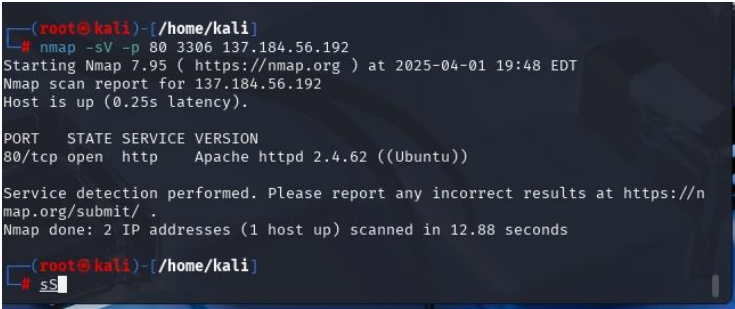 ┌──(root㉿kali)-[/home/kali]
└─# nmap -sV -p 80 3306 137.184.56.192
Starting Nmap 7.95 ( https://nmap.org ) at 2025-04-01 19:48 EDT
Nmap scan report for 137.184.56.192
Host is up (0.25s latency).
PORT   STATE SERVICE VERSION
80/tcp open  http    Apache httpd 2.4.62 ((Ubuntu))
Service detection performed. Please report any incorrect results at https://n
map.org/submit/ .
Nmap done: 2 IP addresses (1 host up) scanned in 12.88 seconds
┌──(root㉿kali)-[/home/kali]
└─# sS